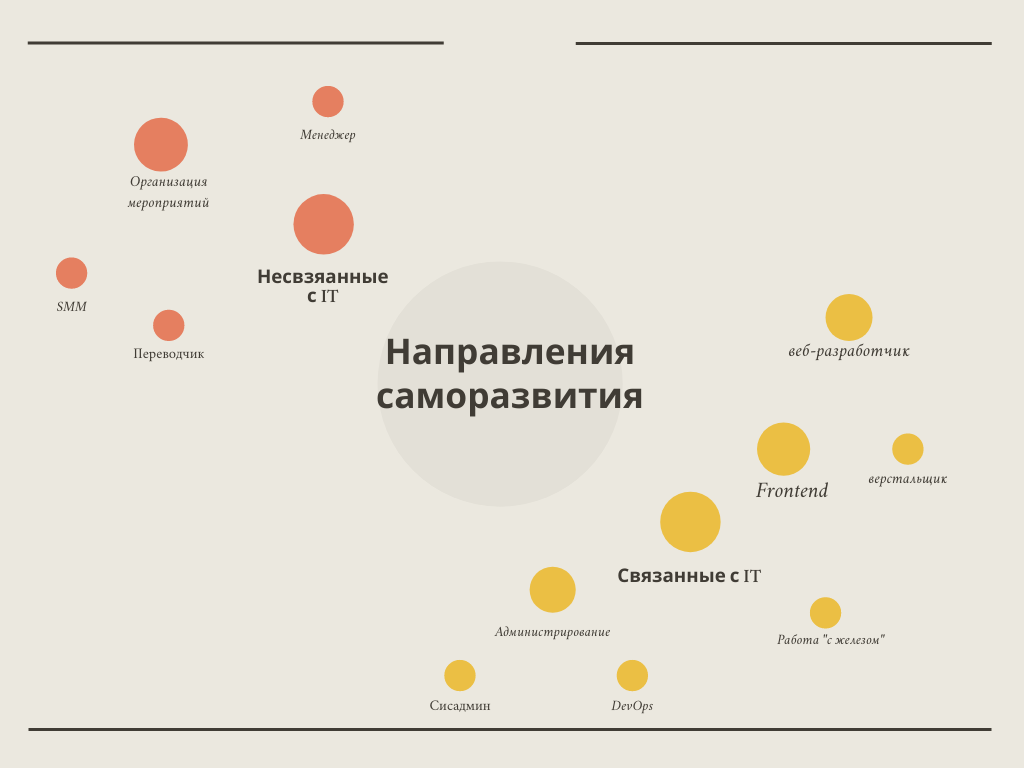 Менеджер
Организация
мероприятий
Несвзяанные
с IT
SMM
Переводчик
Направления
саморазвития
веб-разработчик
верстальщик
Frontend
Связанные с IT
Администрирование
Работа "с железом"
Сисадмин
DevOps